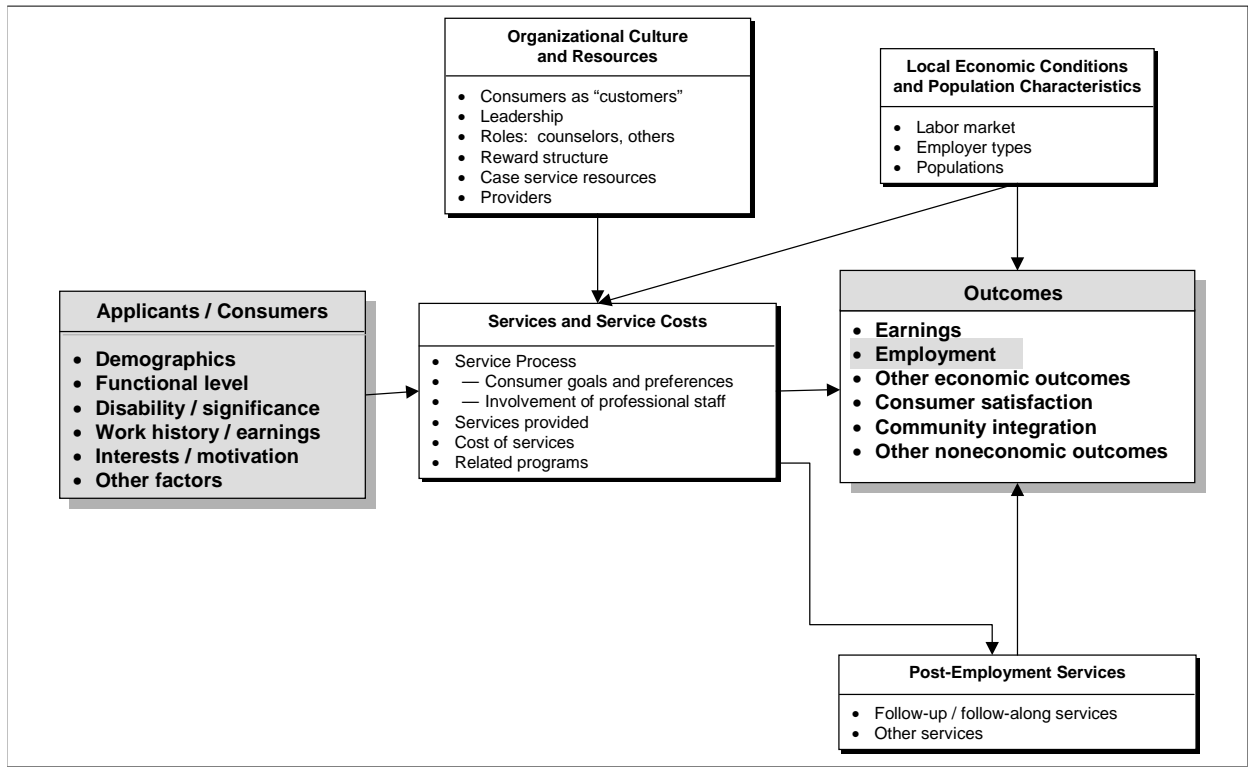 Organizational Culture
and Resources
• Consumers as “customers”
• Leadership
• Roles:  counselors, others
• Reward structure
• Case service resources
• Providers
Local Economic Conditions
and Population Characteristics
• Labor market
• Employer types
• Populations
Applicants / Consumers
• Demographics
• Functional level
• Disability / significance
• Work history / earnings
• Interests / motivation
• Other factors
Services and Service Costs
• Service Process
• — Consumer goals and preferences
• — Involvement of professional staff
• Services provided
• Cost of services
• Related programs
Outcomes
• Earnings
• Employment
• Other economic outcomes
• Consumer satisfaction
• Community integration
• Other noneconomic outcomes
Post-Employment Services
• Follow-up / follow-along services
• Other services